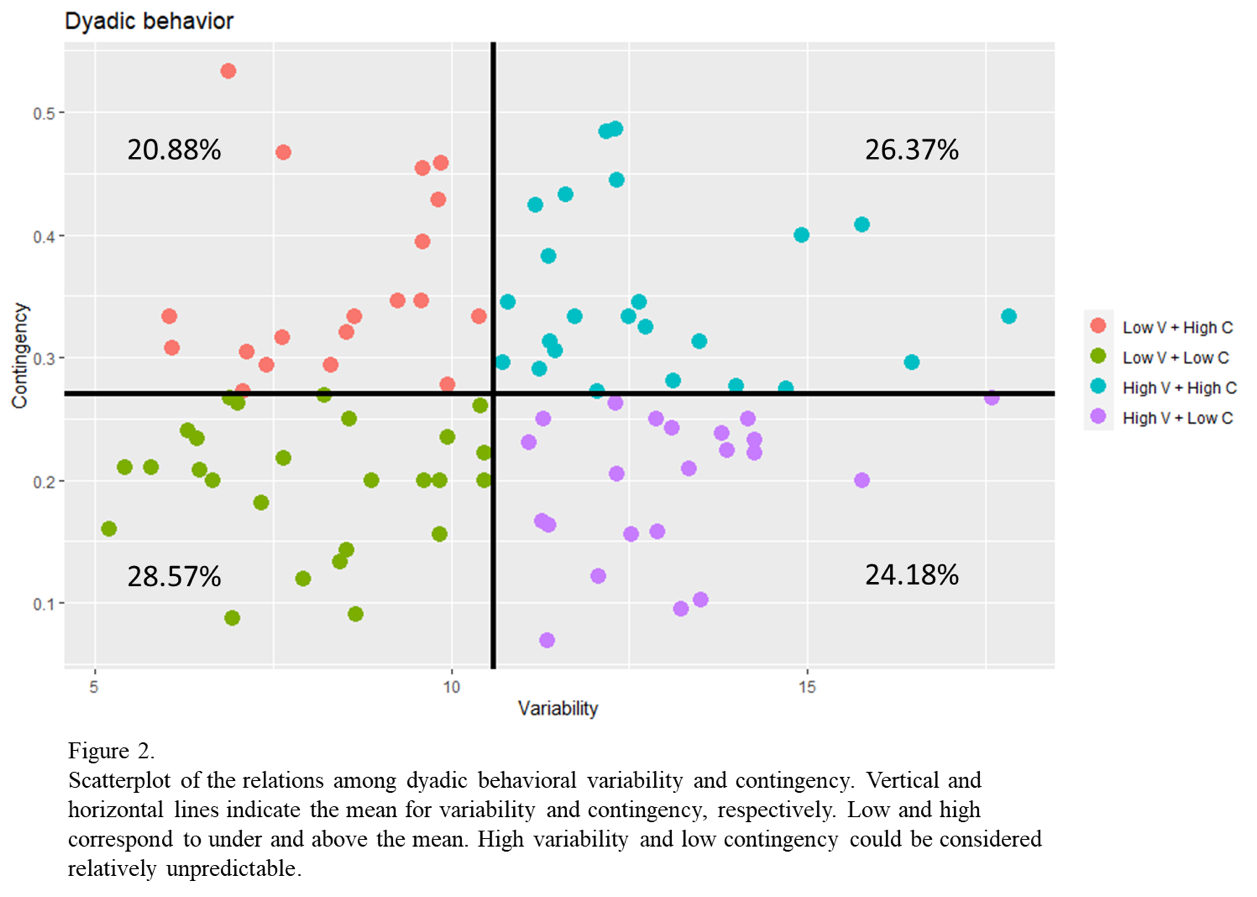 Dyadic behavior
20.88%
26.37%
28.57%
24.18%
0.5
0.4
0.3
0.2
0.1
Contingency
5
10
15
Variability
Low V + High C
Low V + Low C
High V + High C
High V + Low C
Figure 2.
Scatterplot of the relations among dyadic behavioral variability and contingency. Vertical and
horizontal lines indicate the mean for variability and contingency, respectively. Low and high
correspond to under and above the mean. High variability and low contingency could be considered
relatively unpredictable.